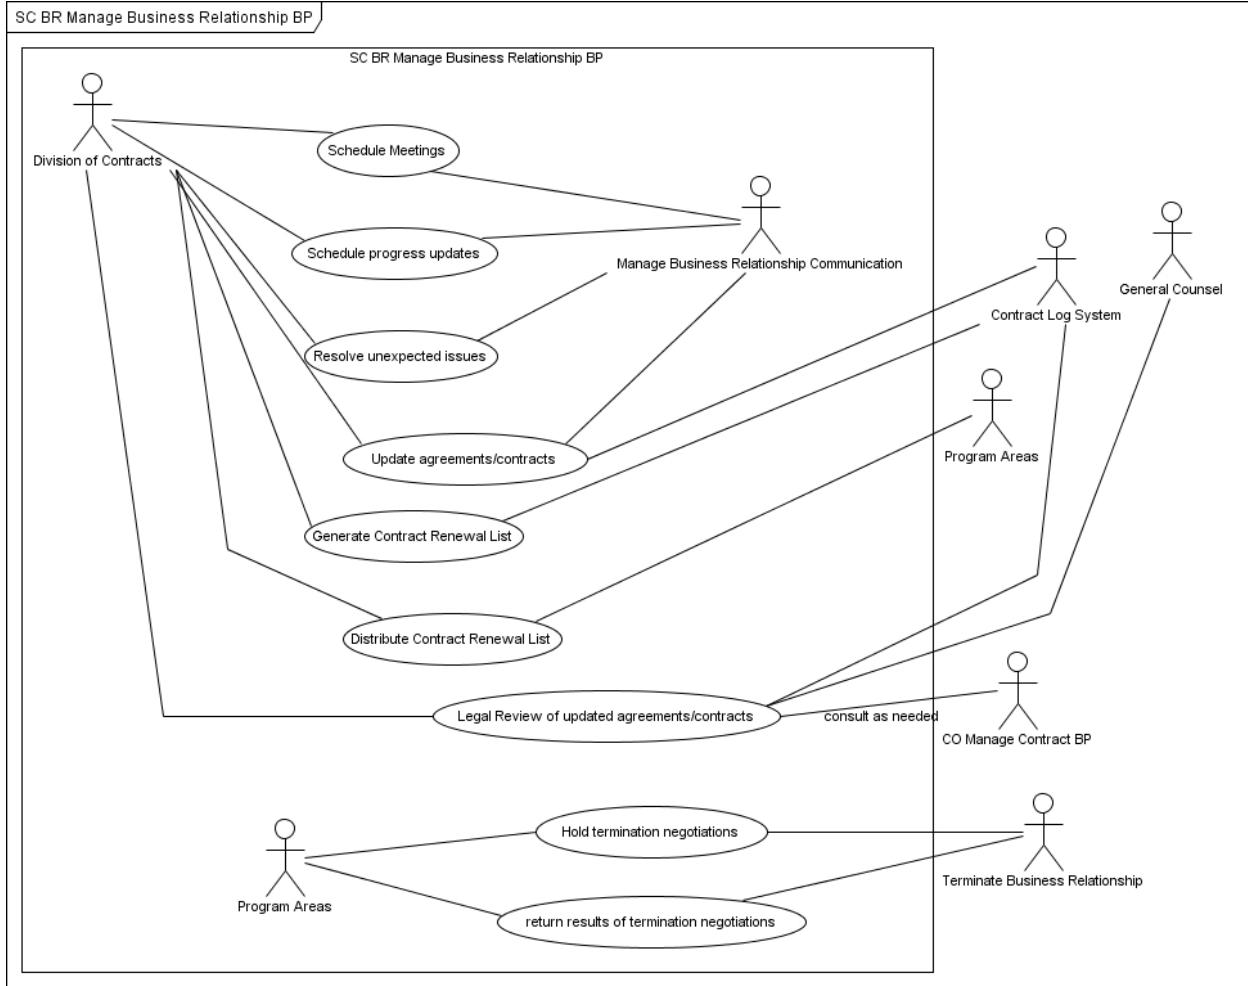 SC BR Manage Business Relationship BP
SC BR Manage Business Relationship BP
Division of Contracts
Schedule Meetings
Schedule progress updates
Manage Business Relationship Communication
General Counsel
Contract Log System
Resolve unexpected issues
Update agreements/contracts
Program Areas
Generate Contract Renewal List
Distribute Contract Renewal List
Legal Review of updated agreements/contracts
consult as needed
CO Manage Contract BP
Hold termination negotiations
Terminate Business Relationship
Program Areas
return results of termination negotiations